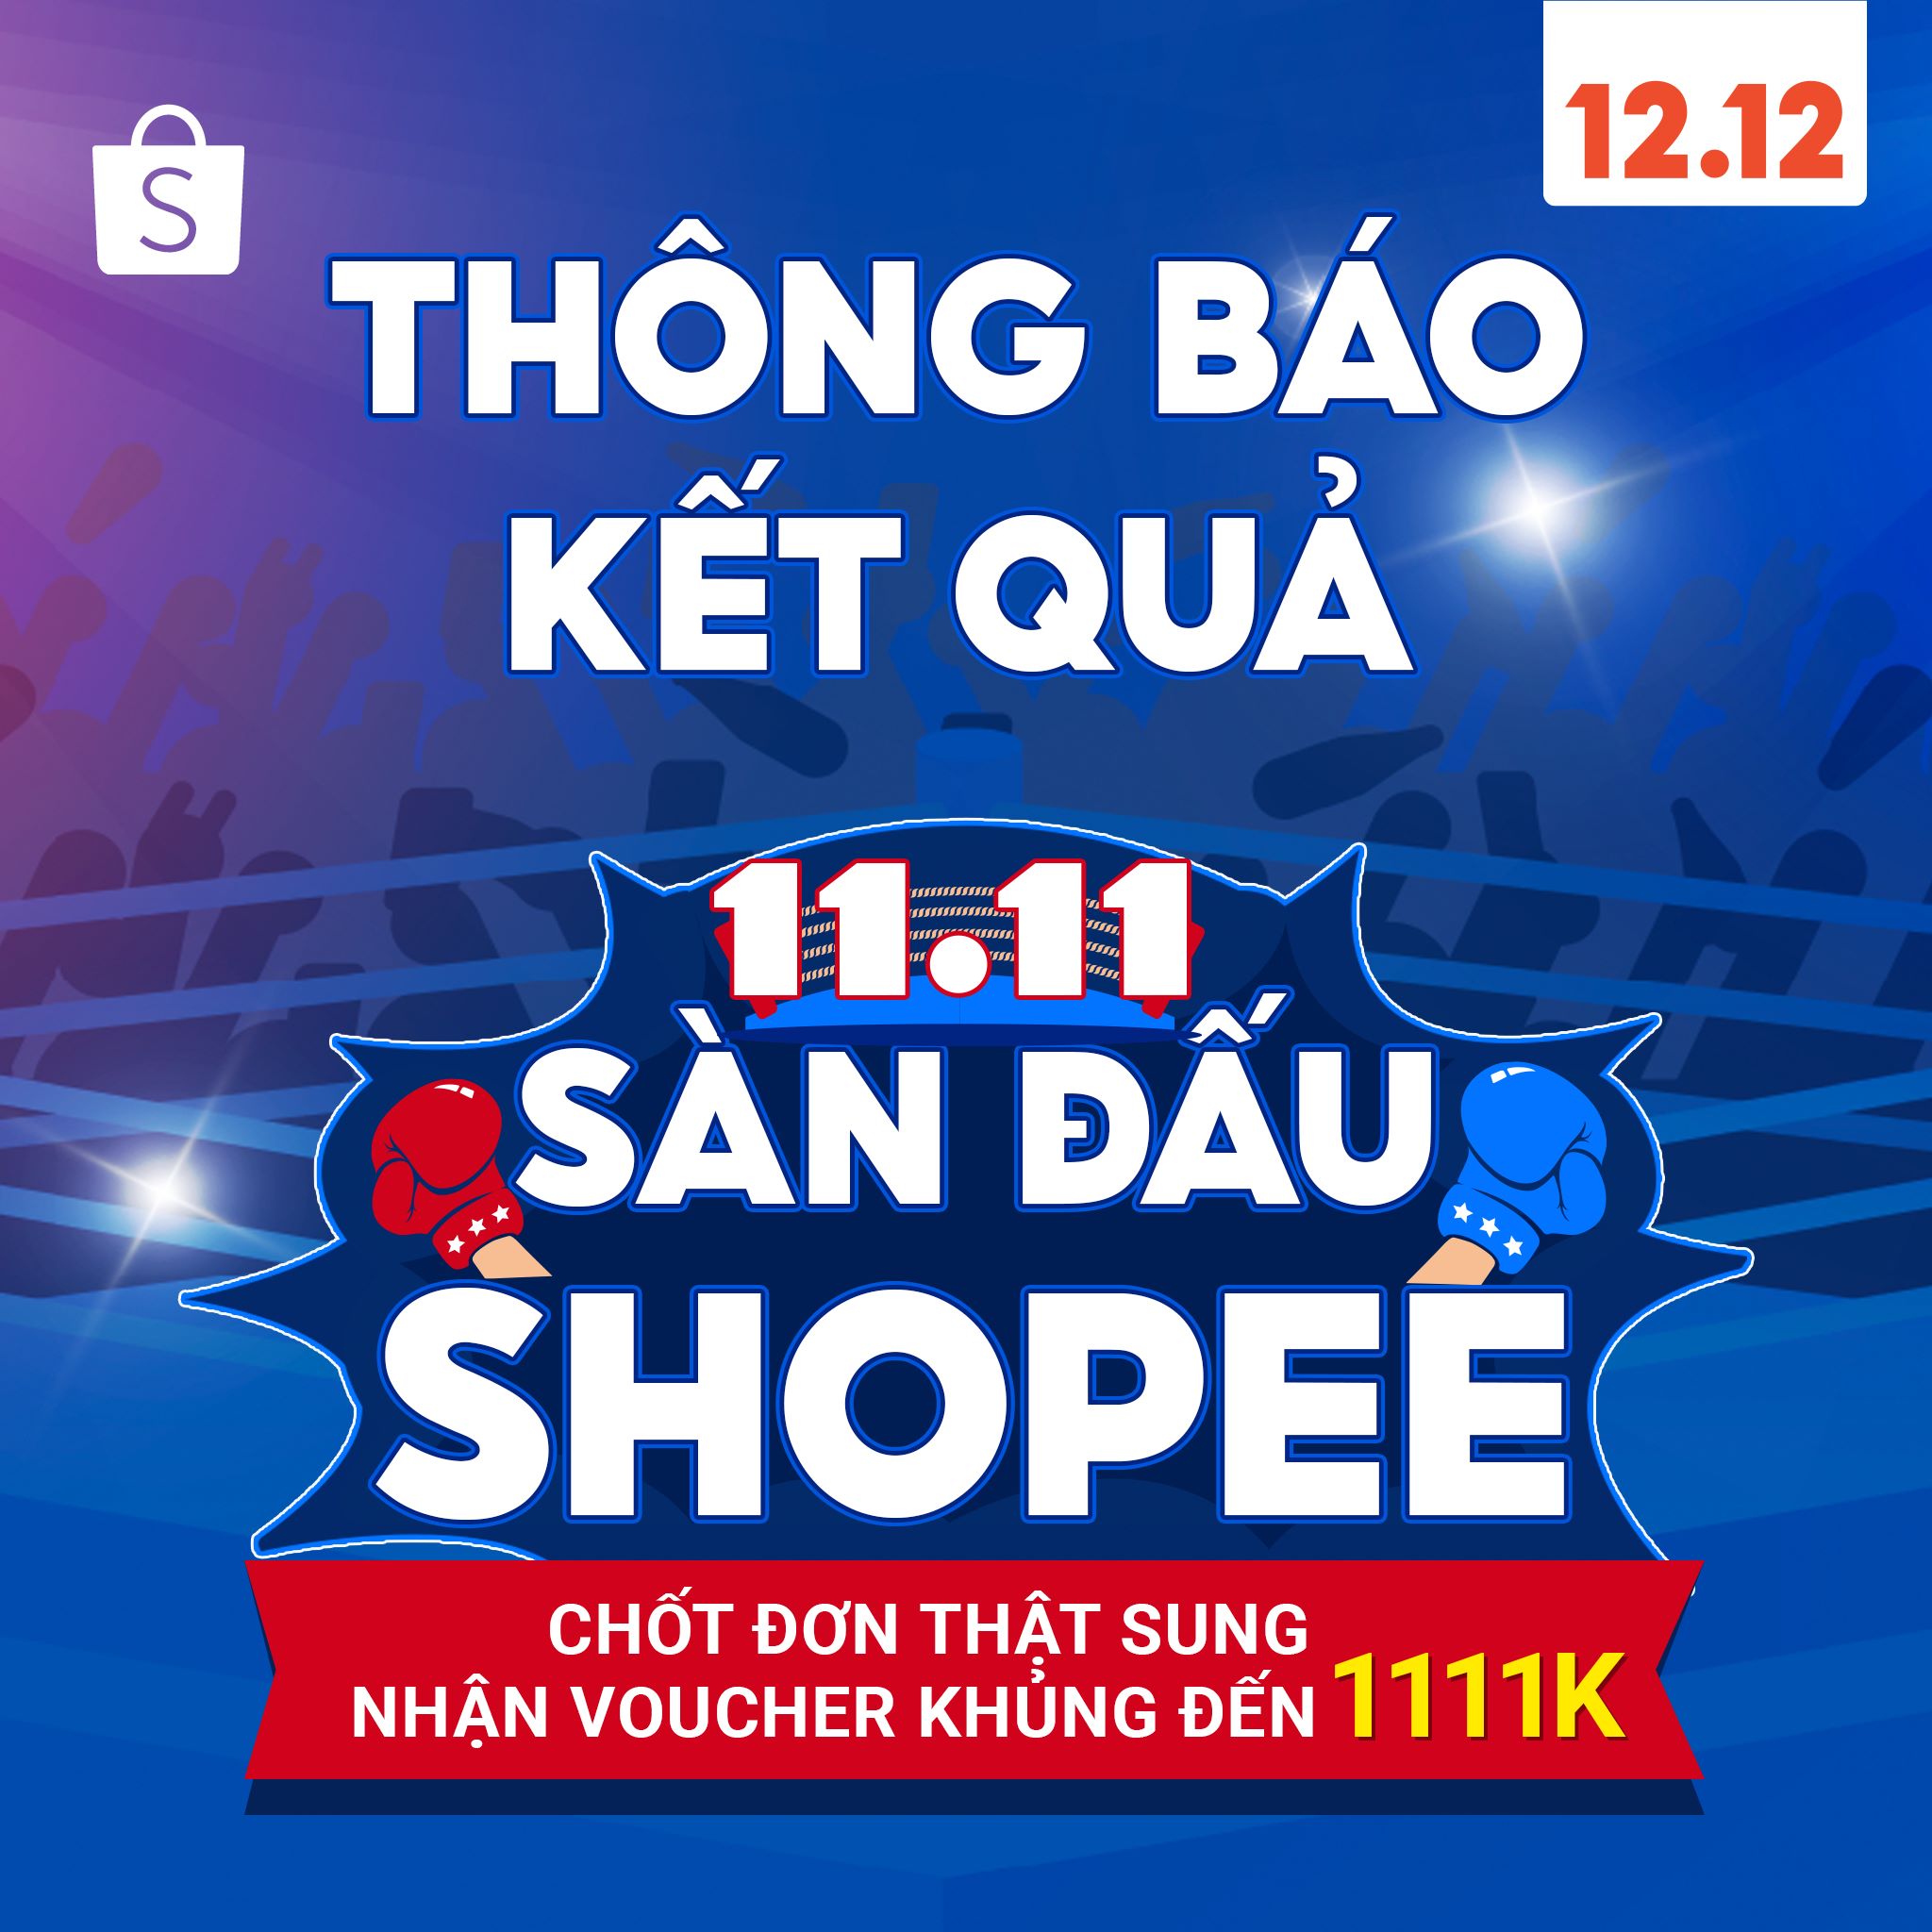 S
12.12
THÔNG BÁO
KẾT QUẢ
11.11
SÀN ĐẤU
SHOPEE
CHỐT ĐƠN THẬT SUNG
NHẬN VOUCHER KHỦNG ĐẾN 1111K